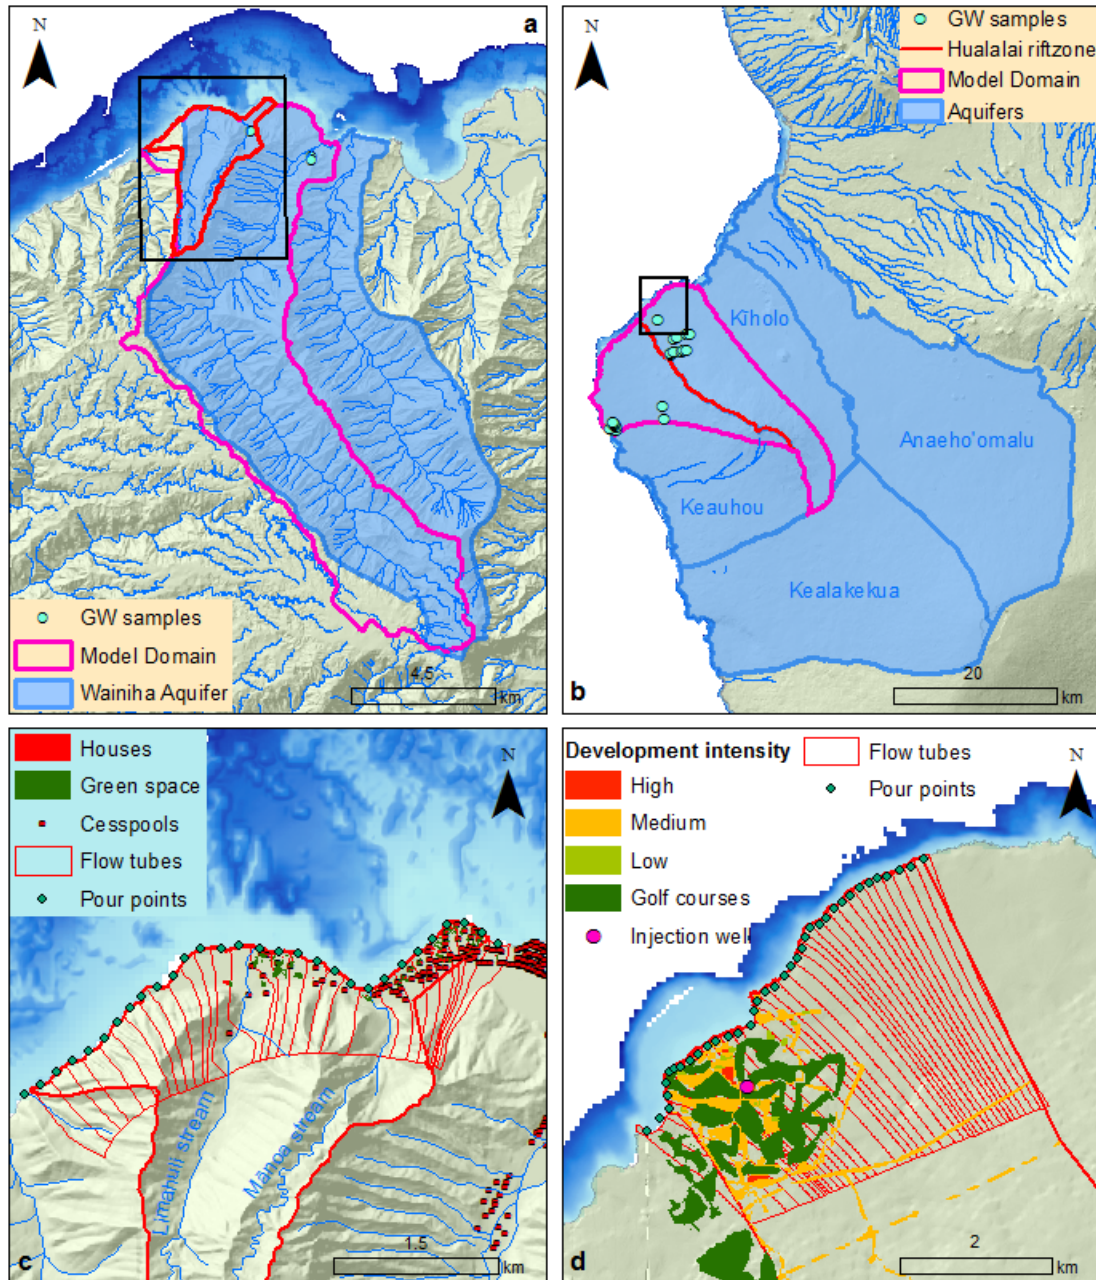 N
a
GW samples
Model Domain
Wainiha Aquifer
4.5
km
N
GW samples
Hualalai riftzone
Model Domain
Aquifers
Kīholo
Anaeho'omalu
Keauhou
Kealakekua
b
20
km
Houses
Green space
Cesspools
Flow tubes
Pour points
N
Limahuli stream
Mānoa stream
c
1.5
km
Development intensity
High
Medium
Low
Golf courses
Injection well
Flow tubes
Pour points
N
d
2
km